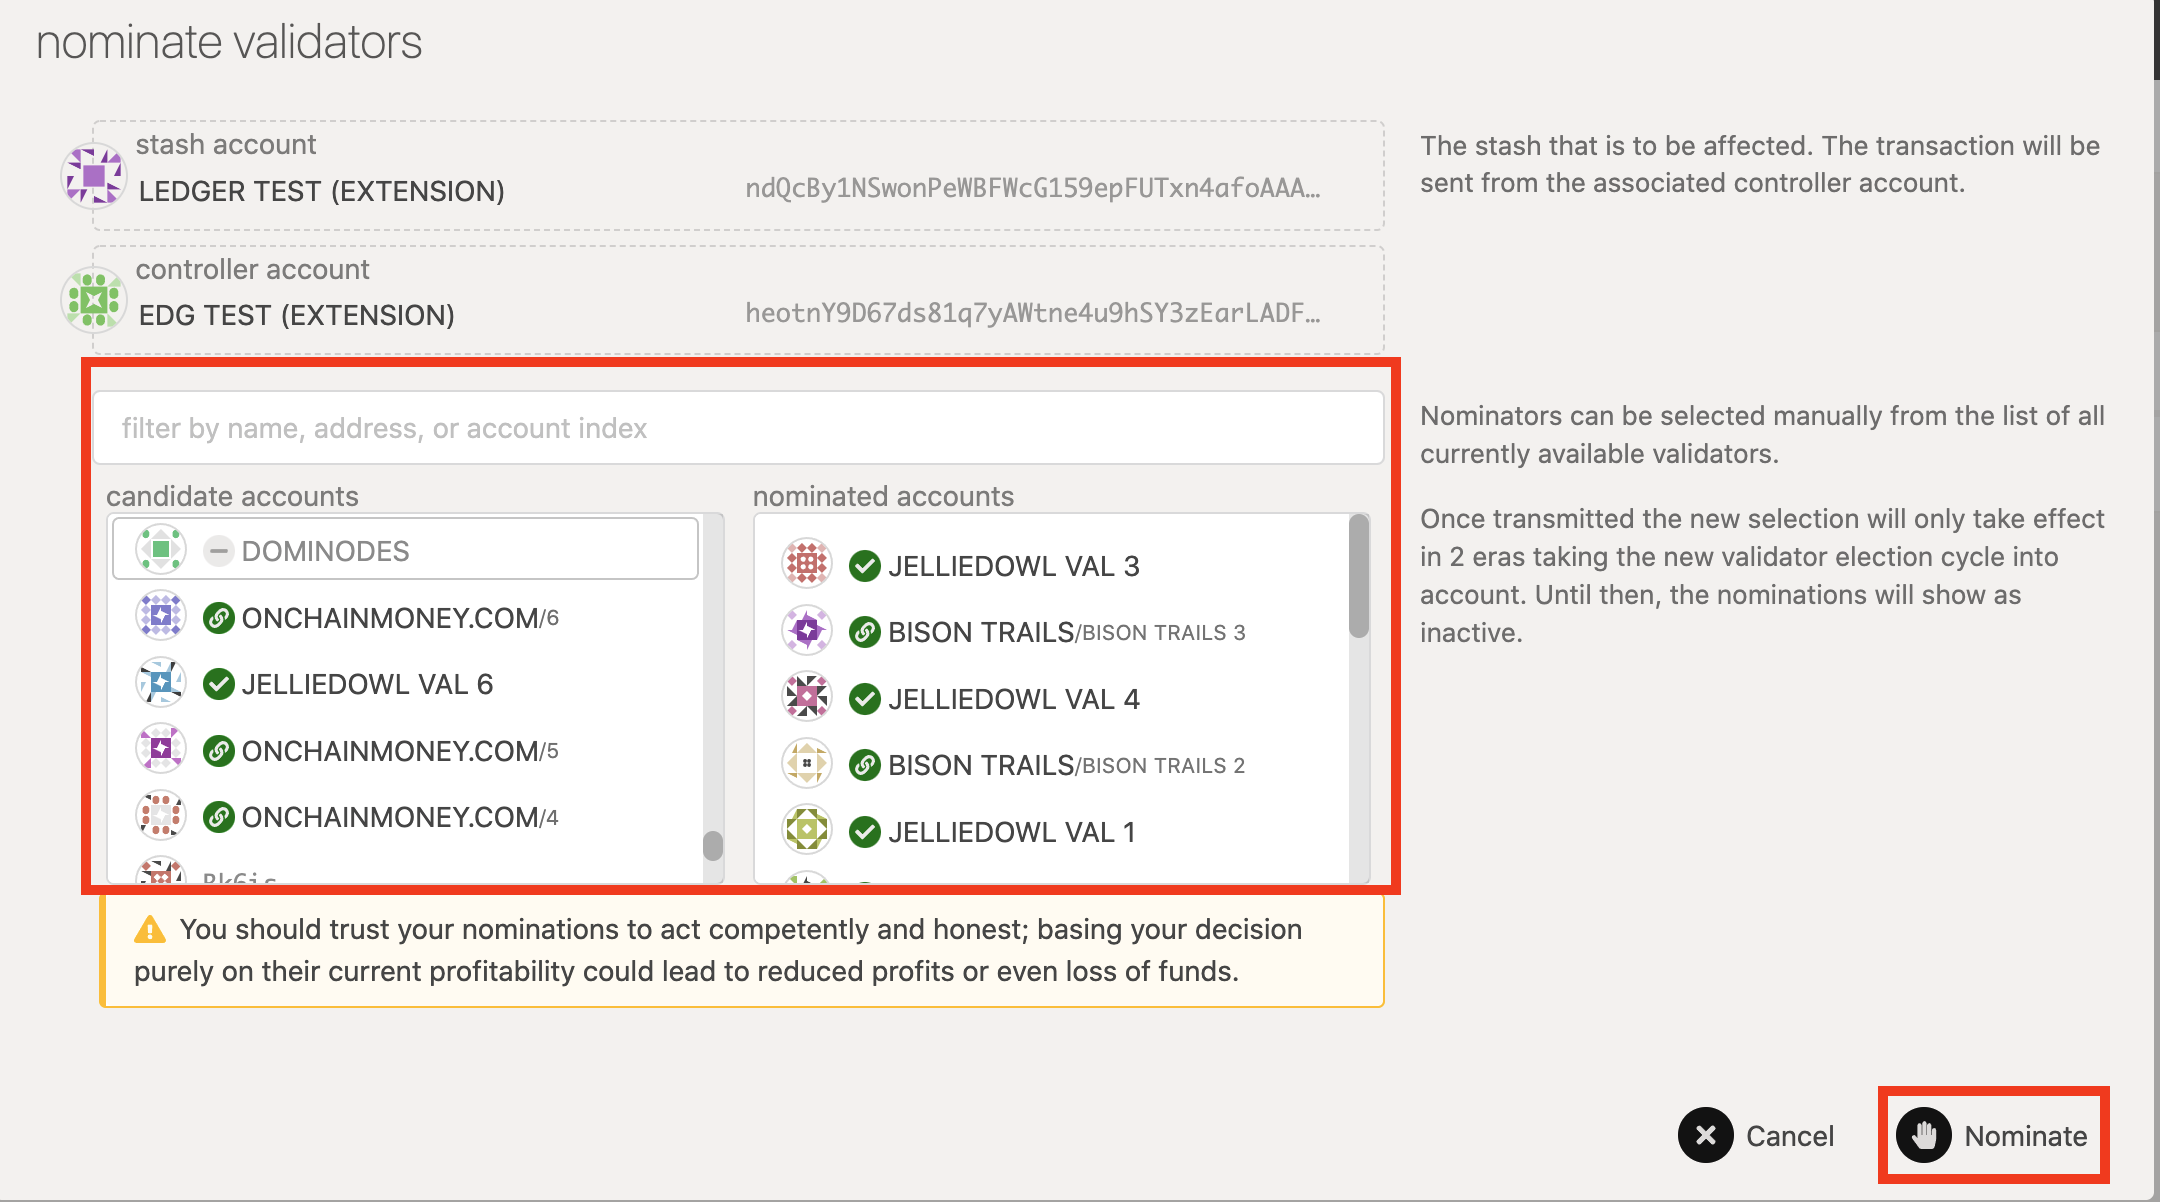 nominate validators
stash account
LEDGER TEST (EXTENSION)
ndQcBy1NSwonPeWBFWcG159epFUTxn4afoAAA…
The stash that is to be affected. The transaction will be
sent from the associated controller account.
controller account
EDG TEST (EXTENSION)
heotnY9D67ds81q7yAWtne4u9hSY3zEarLADF…
filter by name, address, or account index
Nominators can be selected manually from the list of all
currently available validators.
Once transmitted the new selection will only take effect
in 2 eras taking the new validator election cycle into
account. Until then, the nominations will show as
inactive.
candidate accounts
DOMINODES
ONCHAINMONEY.COM/6
JELLIEDOWL VAL 6
ONCHAINMONEY.COM/5
ONCHAINMONEY.COM/4
nominated accounts
JELLIEDOWL VAL 3
BISON TRAILS/BISON TRAILS 3
JELLIEDOWL VAL 4
BISON TRAILS/BISON TRAILS 2
JELLIEDOWL VAL 1
You should trust your nominations to act competently and honest; basing your decision
purely on their current profitability could lead to reduced profits or even loss of funds.
Cancel
Nominate